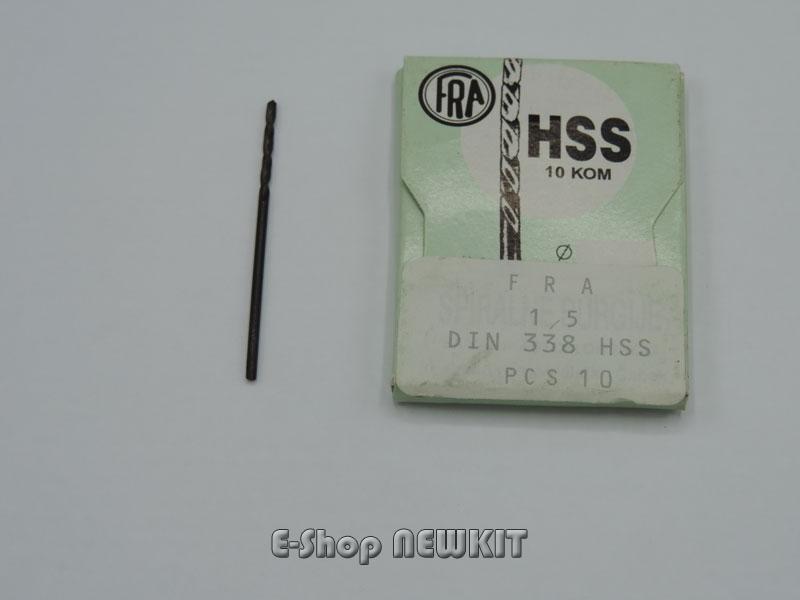 FRA
HSS
10 KOM
Ø
F R A
1,5
DIN 338 HSS
PCS 10
E-Shop NEWKIT